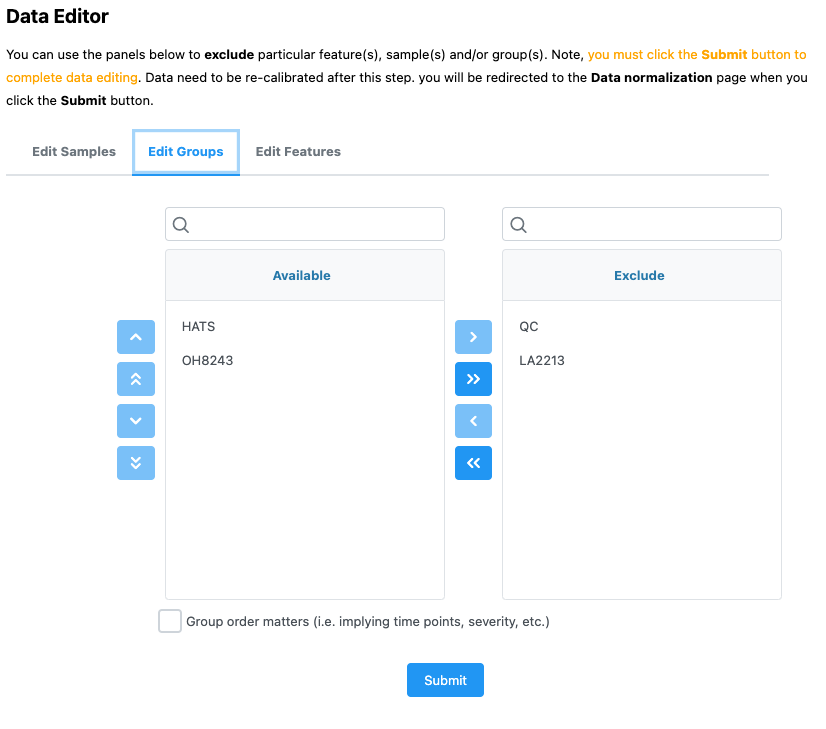 Data Editor
You can use the panels below to exclude particular feature(s), sample(s) and/or group(s). Note, you must click the Submit button to
complete data editing. Data need to be re-calibrated after this step. you will be redirected to the Data normalization page when you
click the Submit button.
Edit Samples Edit Groups Edit Features
Available Exclude
HATS QC
OH8243 LA2213
Group order matters (i.e. implying time points, severity, etc.)
Submit